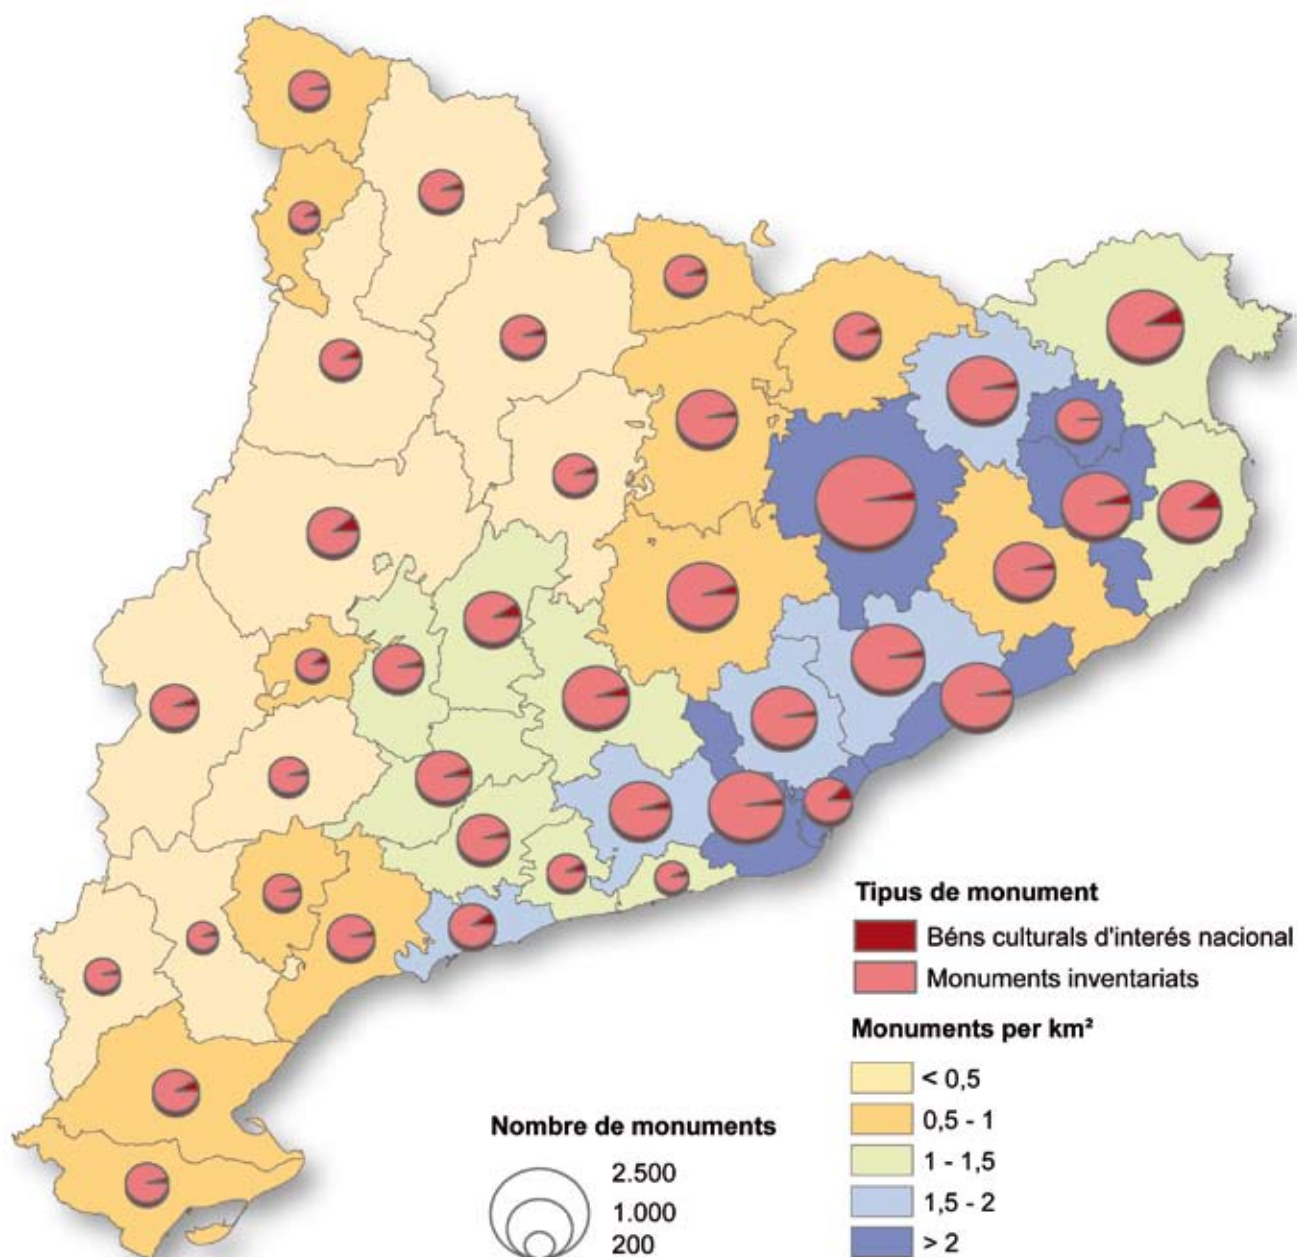 Tipus de monument
Béns culturals d'interés nacional
Monuments inventariats
Monuments per km²
< 0,5
0,5 - 1
1 - 1,5
1,5 - 2
> 2
Nombre de monuments
2.500
1.000
200